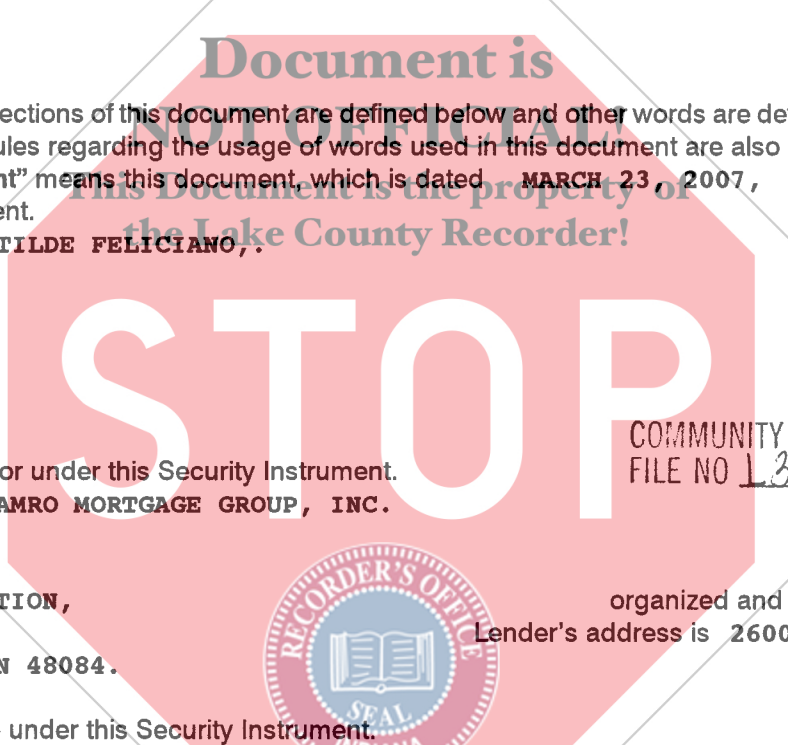 Document is
ections of this document are defined below and other words are de
NOT OFFICIAL!
ules regarding the usage of words used in this document are also
nt” means this document, which is dated MARCH 23, 2007,
This Document is the property of
ent.
the Lake County Recorder!
TILDE FELICIANO,.
STOP
COMMUNITY
or under this Security Instrument.
FILE NO
AMRO MORTGAGE GROUP, INC.
RECORDER'S OFFICE
TION, organized and
Lender's address is 2600
N 48084.
SEAL
INDIANA
under this Security Instrument.